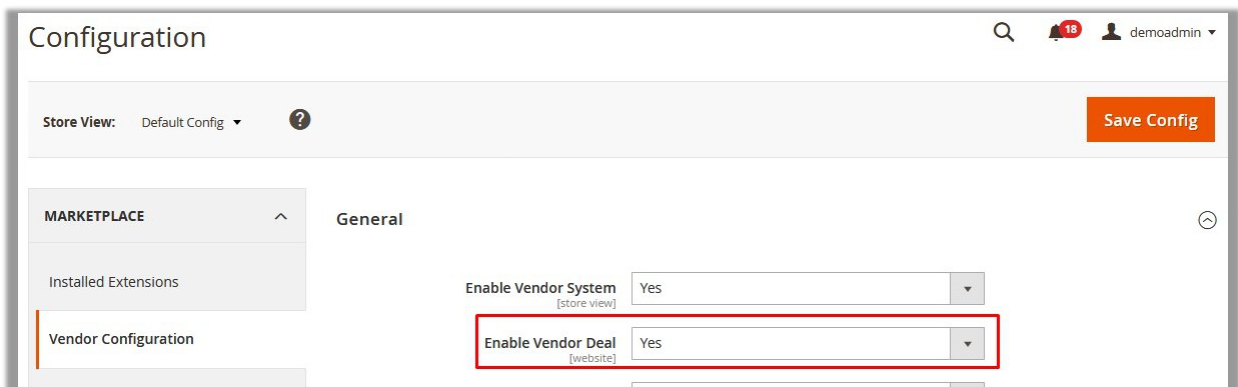 Configuration
18
demoadmin
Store View: Default Config ?
Save Config
MARKETPLACE
Installed Extensions
Vendor Configuration
General
Enable Vendor System Yes
[store view]
Enable Vendor Deal Yes
[website]